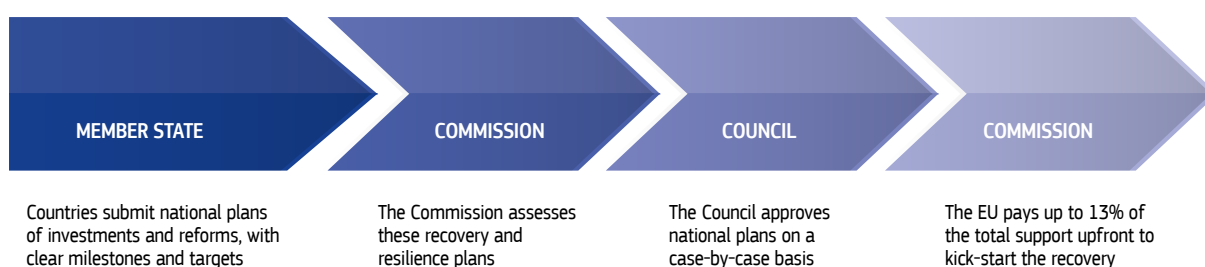 MEMBER STATE
COMMISSION
COUNCIL
COMMISSION
Countries submit national plans
of investments and reforms, with
clear milestones and targets
The Commission assesses
these recovery and
resilience plans
The Council approves
national plans on a
case-by-case basis
The EU pays up to 13% of
the total support upfront to
kick-start the recovery